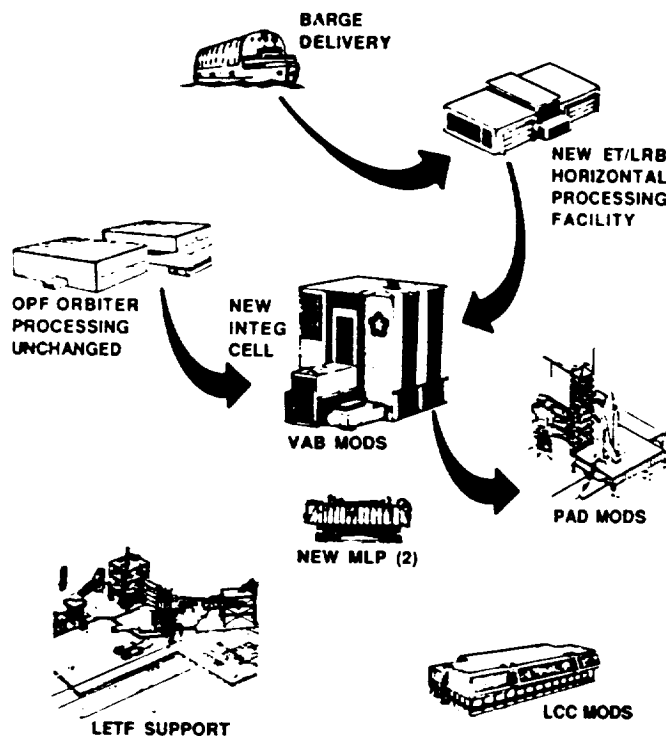 BARGE
DELIVERY
NEW ET/LRB
HORIZONTAL
PROCESSING
FACILITY
OPF ORBITER
PROCESSING
UNCHANGED
NEW
INTEG
CELL
VAB MODS
PAD MODS
NEW MLP (2)
LETF SUPPORT
LCC MODS